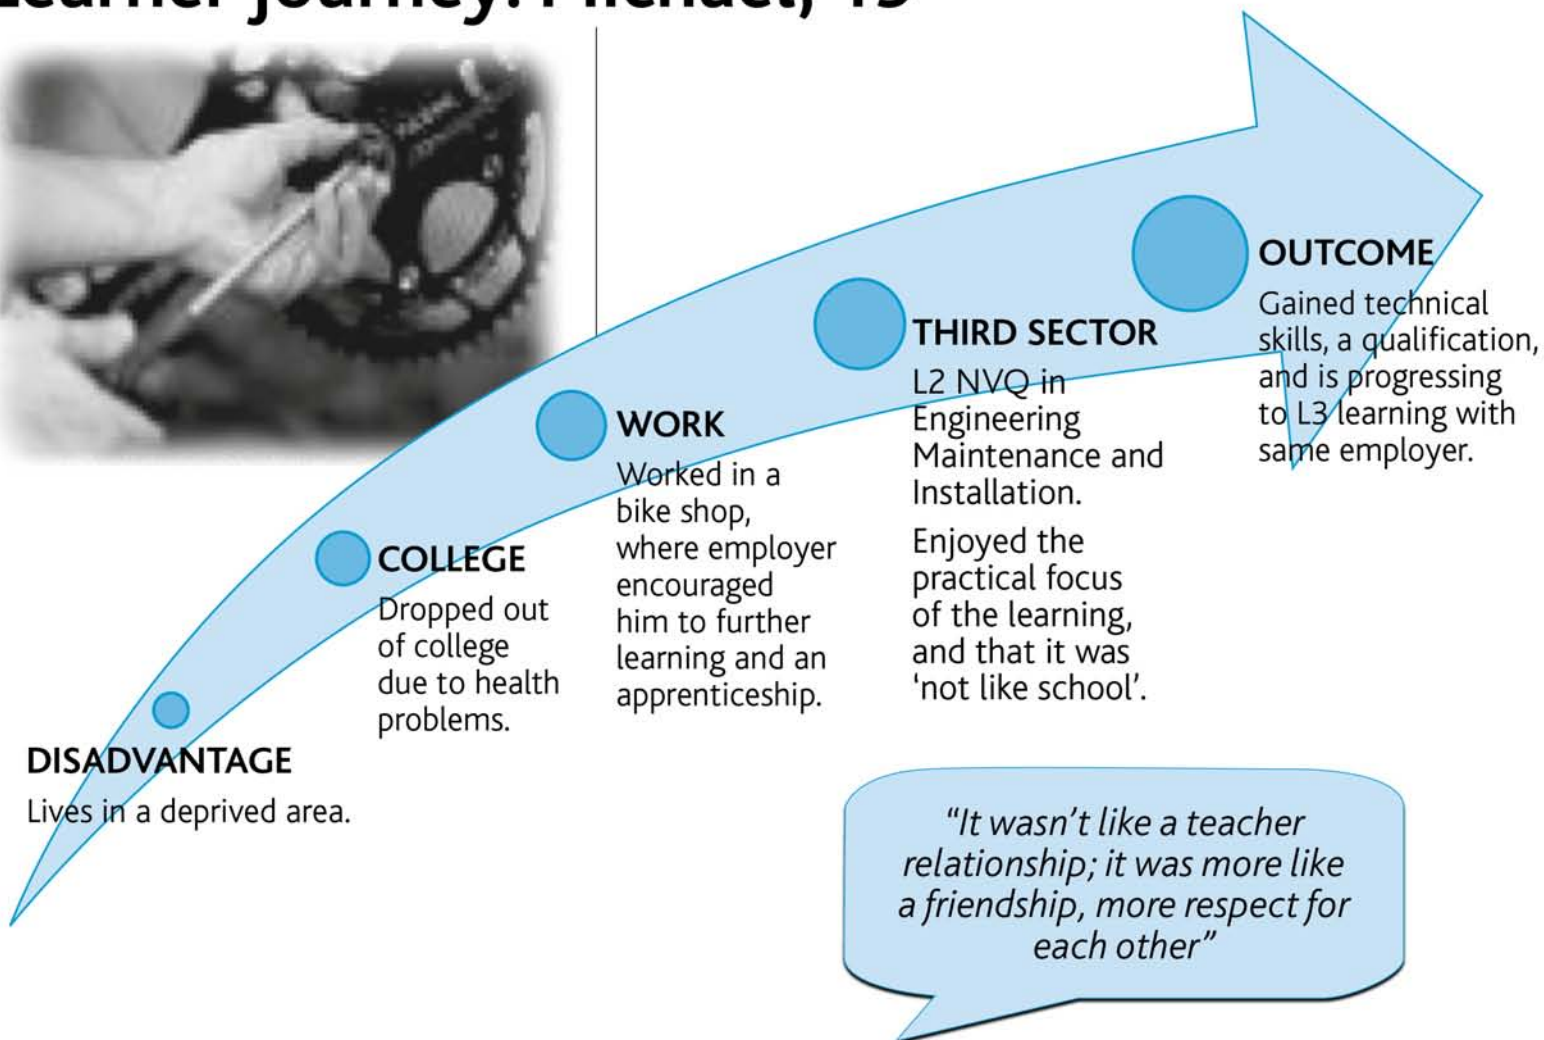 Learner journey: Michael,
OUTCOME
Gained technical
skills, a qualification,
and is progressing
to L3 learning with
same employer.
THIRD SECTOR
L2 NVQ in
Engineering
Maintenance and
Installation.
Enjoyed the
practical focus
of the learning,
and that it was
‘not like school’.
WORK
Worked in a
bike shop,
where employer
encouraged
him to further
learning and an
apprenticeship.
COLLEGE
Dropped out
of college
due to health
problems.
DISADVANTAGE
Lives in a deprived area.
“It wasn’t like a teacher
relationship; it was more like
a friendship, more respect for
each other”